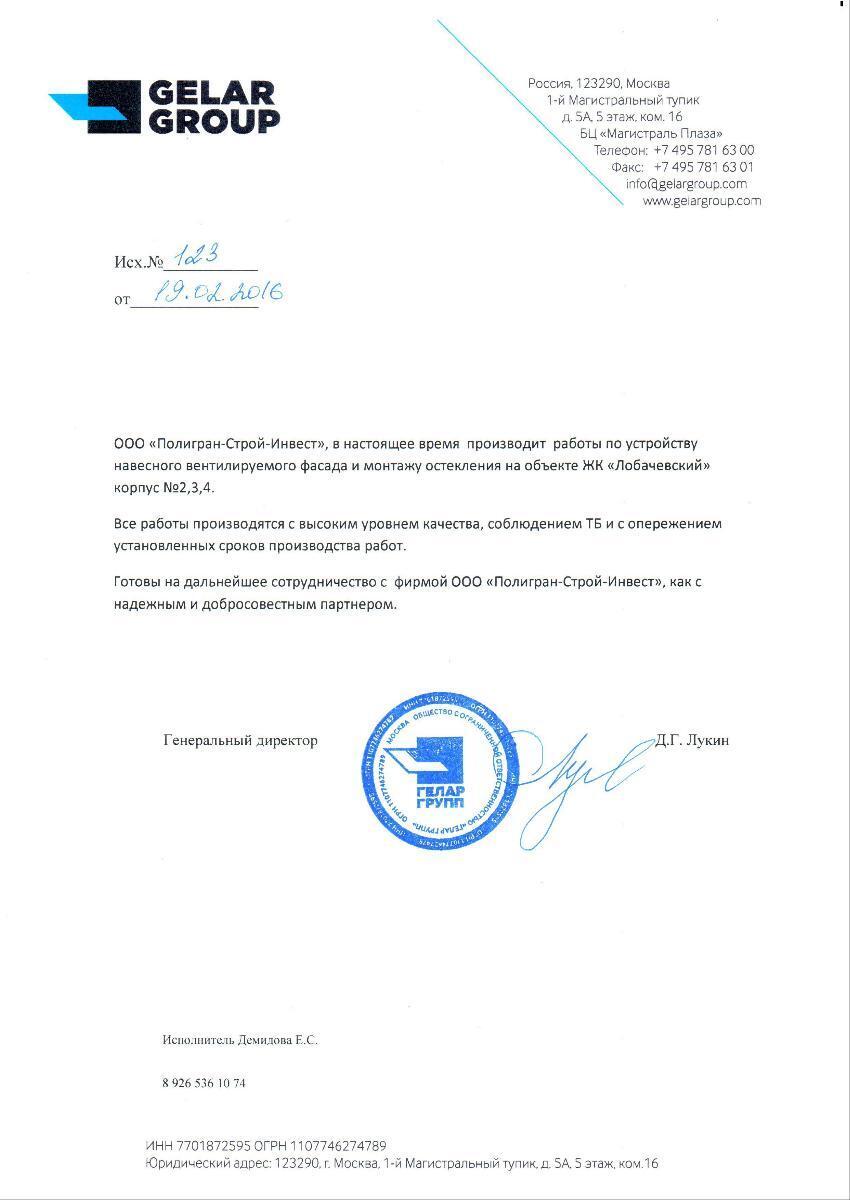 GELAR
GROUP
Россия, 123290, Москва
1-й Магистральный тупик
д. 5А, 5 этаж, ком. 16
БЦ «Магистраль Плаза»
Телефон: +7 495 781 63 00
Факс: +7 495 781 63 01
info@gelargroup.com
www.gelargroup.com
Исх.№ 123
от 19.02.2016
ООО «Полигран-Строй-Инвест», в настоящее время производит работы по устройству
навесного вентилируемого фасада и монтажу остекления на объекте ЖК «Лобачевский»
корпус №2,3,4.
Все работы производятся с высоким уровнем качества, соблюдением ТБ и с опережением
установленных сроков производства работ.
Готовы на дальнейшее сотрудничество с фирмой ООО «Полигран-Строй-Инвест», как с
надежным и добросовестным партнером.
Генеральный директор
МОСКВА ОБЩЕСТВО С ОГРАНИЧЕННОЙ ОТВЕТСТВЕННОСТЬЮ «ГЕЛАР ГРУПП» ОГРН 1107746274789
ГЕЛАР
ГРУПП
Д.Г. Лукин
Исполнитель Демидова Е.С.
8 926 536 10 74
ИНН 7701872595 ОГРН 1107746274789
Юридический адрес: 123290, г. Москва, 1-й Магистральный тупик, д. 5А, 5 этаж, ком.16